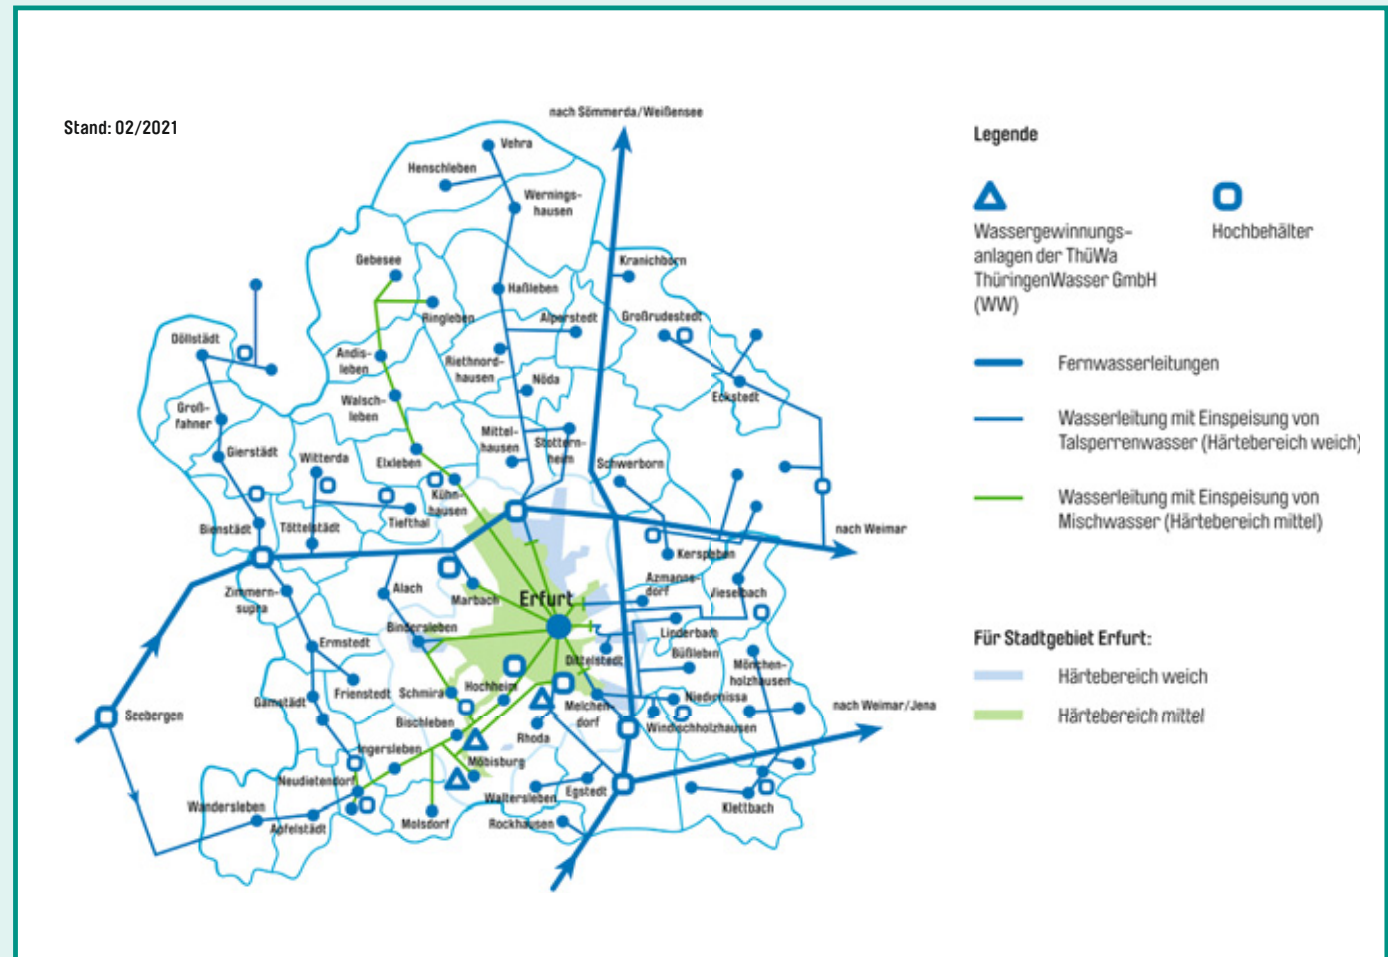 Stand: 02/2021
nach Sömmerda/Weißensee
Vehra
Henschleben
Wernings-
hausen
Gebesee
Kranichborn
Haßleben
Ringleben
Alperstedt
Großrudestedt
Döllstädt
Andis-
leben
Riethnord-
hausen
Nöda
Eckstedt
Walsch-
leben
Groß-
fahner
Mittel-
hausen
Stottern-
heim
Gierstädt
Witterda
Elxleben
Schwerborn
Kühn-
hausen
Bienstädt
Töttelstädt
Tiefthal
nach Weimar
Kerspleben
Zimmern-
supra
Alach
Marbach
Erfurt
Azmanns-
dorf
Vieselbach
Bindersleben
Linderbach
Ermstedt
Dittelstedt
Büßleben
Mönchen-
holzhausen
Frienstedt
Schmira
Hochheim
Gamstädt
Melchen-
dorf
Niedernissa
Seebergen
Bischleben
Rhoda
Windischholzhausen
nach Weimar/Jena
Ingersleben
Möbisburg
Neudietendorf
Waltersleben
Egstedt
Wandersleben
Apfelstädt
Molsdorf
Rockhausen
Klettbach
Legende
Wassergewinnungs-
anlagen der ThüWa
ThüringenWasser GmbH
(WW)
Hochbehälter
Fernwasserleitungen
Wasserleitung mit Einspeisung von
Talsperrenwasser (Härtebereich weich)
Wasserleitung mit Einspeisung von
Mischwasser (Härtebereich mittel)
Für Stadtgebiet Erfurt:
Härtebereich weich
Härtebereich mittel